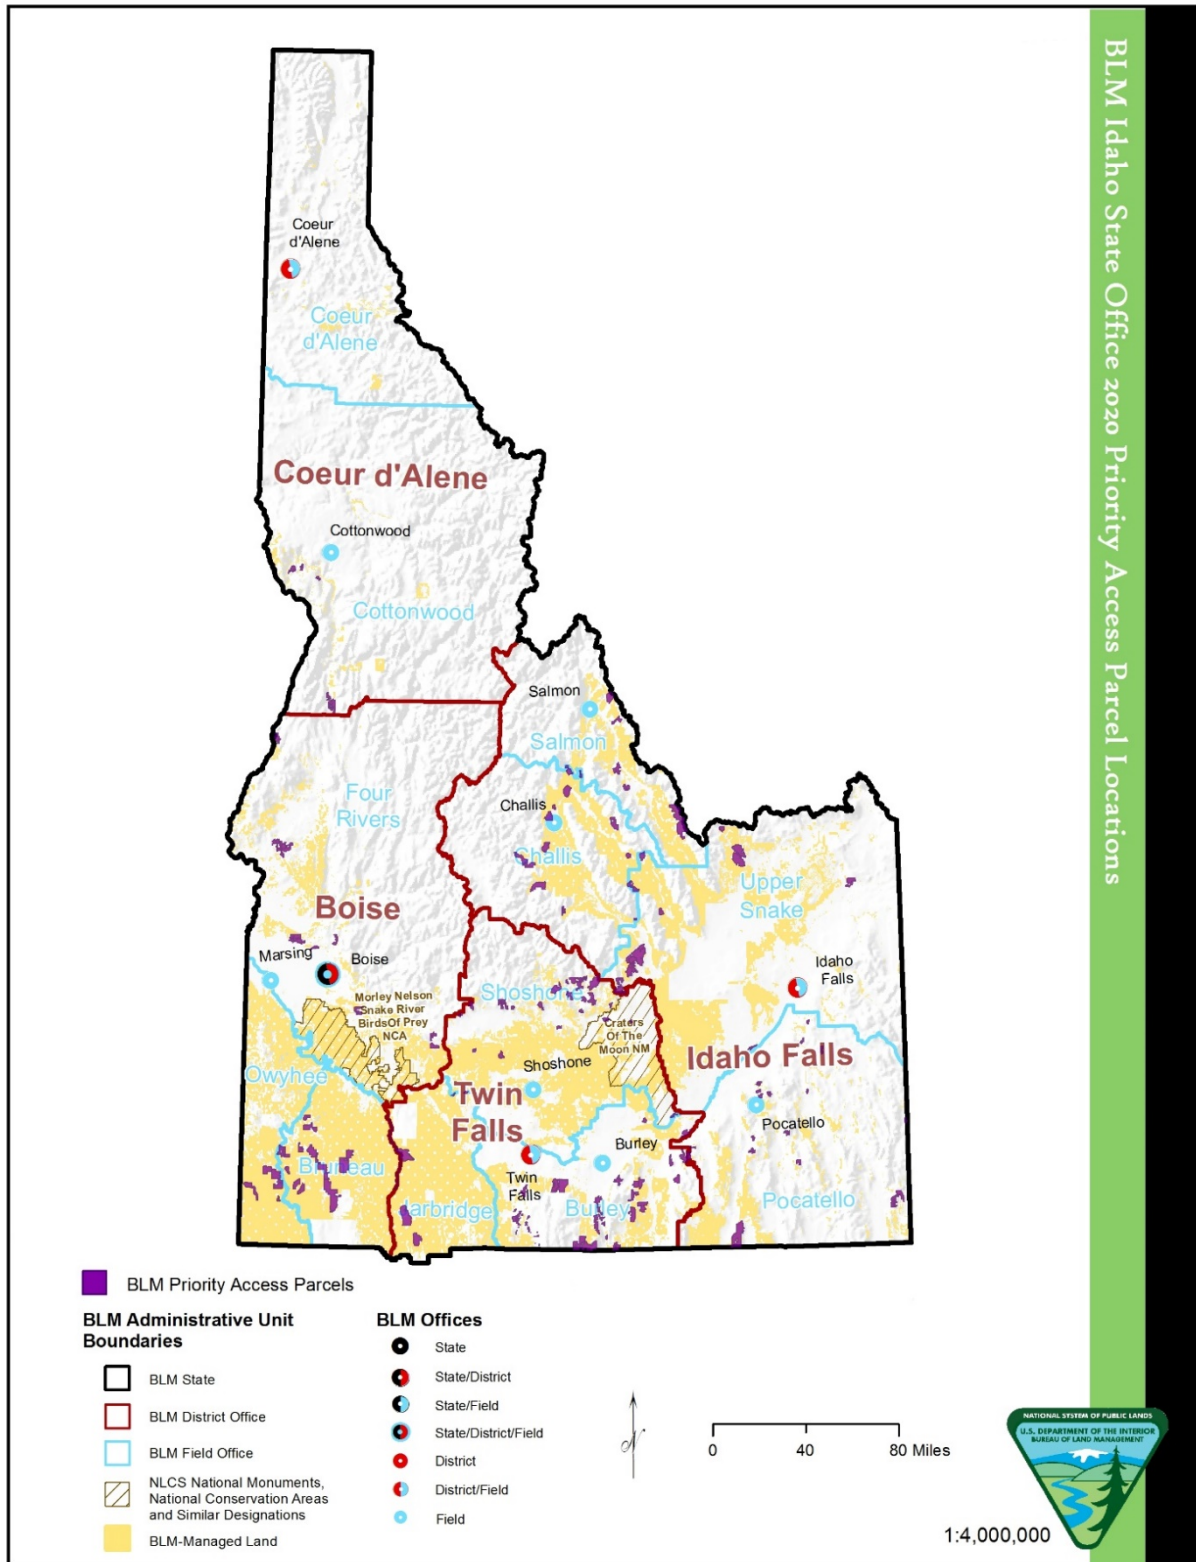 BLM Idaho State Office 2020 Priority Access Parcel Locations
Coeur
d'Alene
Coeur
d'Alene
Coeur d'Alene
Cottonwood
Cottonwood
Salmon
Salmon
Four
Rivers
Challis
Challis
Upper
Snake
Boise
Marsing
Boise
Idaho
Falls
Shoshone
Morley Nelson
Snake River
BirdsOf Prey
NCA
Craters
Of The
Moon NM
Idaho Falls
Owyhee
Shoshone
Twin
Falls
Pocatello
Burley
Bruneau
Twin
Falls
Jarbridge
Burley
Pocatello
BLM Priority Access Parcels
BLM Administrative Unit
Boundaries
BLM State
BLM District Office
BLM Field Office
NLCS National Monuments,
National Conservation Areas
and Similar Designations
BLM-Managed Land
BLM Offices
State
State/District
State/Field
State/District/Field
District
District/Field
Field
N
0 40 80 Miles
1:4,000,000
NATIONAL SYSTEM OF PUBLIC LANDS
U.S. DEPARTMENT OF THE INTERIOR
BUREAU OF LAND MANAGEMENT